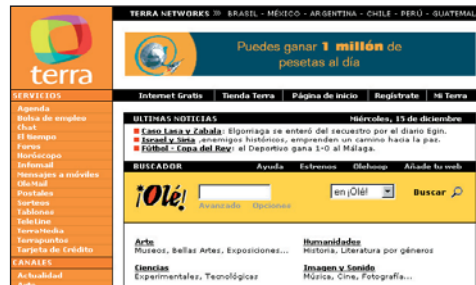 TERRA NETWORKS » BRASIL - MÉXICO - ARGENTINA - CHILE - PERÚ - GUATEMAL
terra
Puedes ganar 1 millón de
pesetas al día
Internet Gratis Tienda Terra Página de inicio Regístrate Mi Terra
SERVICIOS
Agenda
Bolsa de empleo
Chat
El tiempo
Foros
Horóscopo
Infomail
Mensajes a móviles
OleMail
Postales
Sorteos
Tablones
TeleLine
TerraMedia
Terrapuntos
Tarjeta de Crédito
CANALES
Actualidad
Arte
ULTIMAS NOTICIAS Miércoles, 15 de diciembre
Caso Lasa y Zabala: Elgorriaga se enteró del secuestro por el diario Egin.
Israel y Siria ,enemigos históricos, emprenden un camino hacia la paz.
Fútbol - Copa del Rey: el Deportivo gana 1-0 al Málaga.
BUSCADOR Ayuda Estrenos Olehoop Añade tu web
¡Olé! en ¡Olé! Buscar
Avanzado Opciones
Arte Humanidades
Museos, Bellas Artes, Exposiciones... Historia, Literatura por géneros
Ciencias Imagen y Sonido
Experimentales, Tecnológicas Música, Cine, Fotografía...